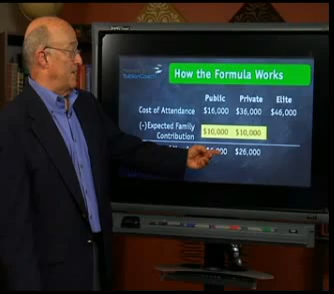 How the Formula Works
Public Private Elite
Cost of Attendance $16,000 $36,000 $46,000
(-)Expected Family
Contribution $10,000 $10,000
$26,000